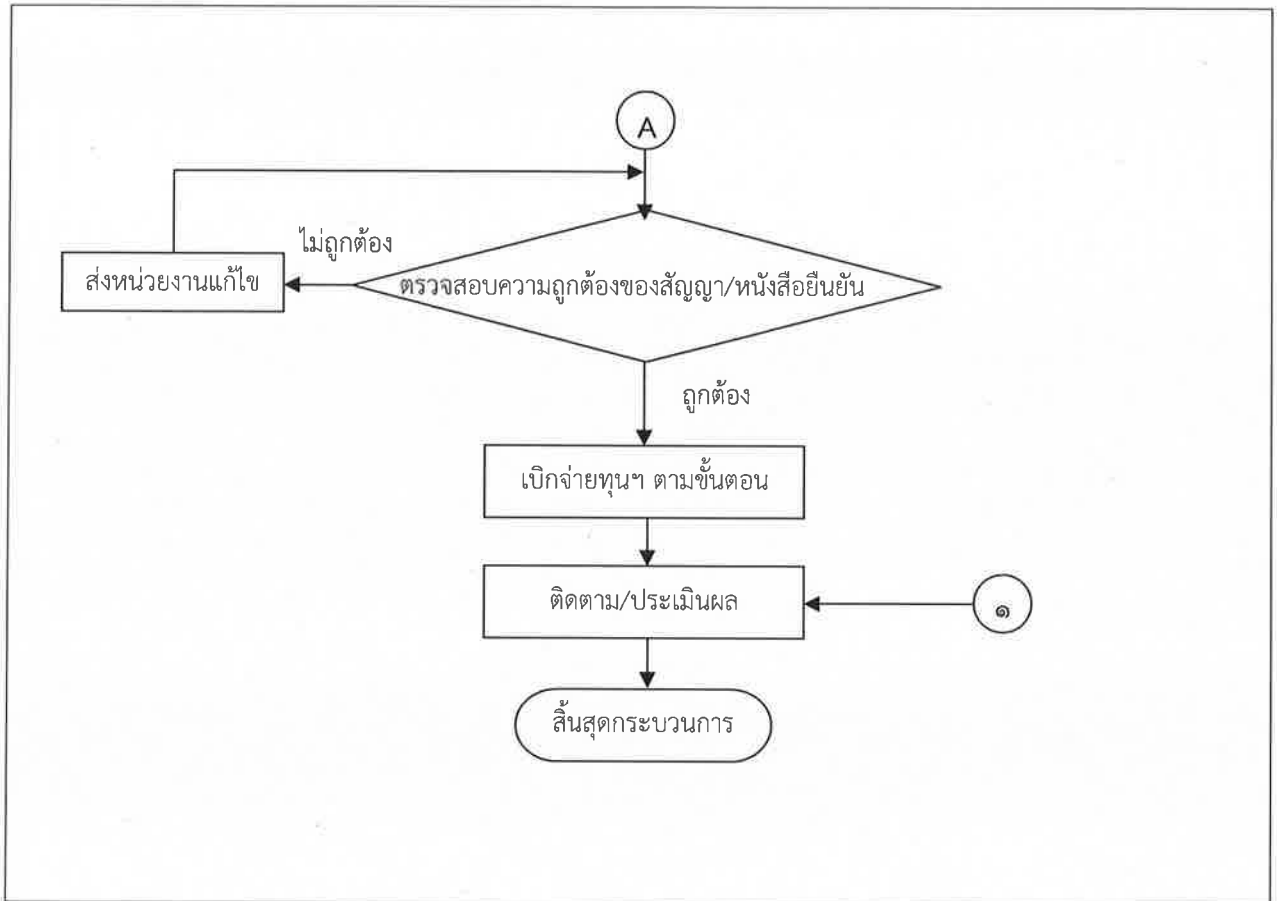 A
ไม่ถูกต้อง
ส่งหน่วยงานแก้ไข
ตรวจสอบความถูกต้องของสัญญา/หนังสือยืนยัน
ถูกต้อง
เบิกจ่ายทุนฯ ตามขั้นตอน
ติดตาม/ประเมินผล
๑
สิ้นสุดกระบวนการ